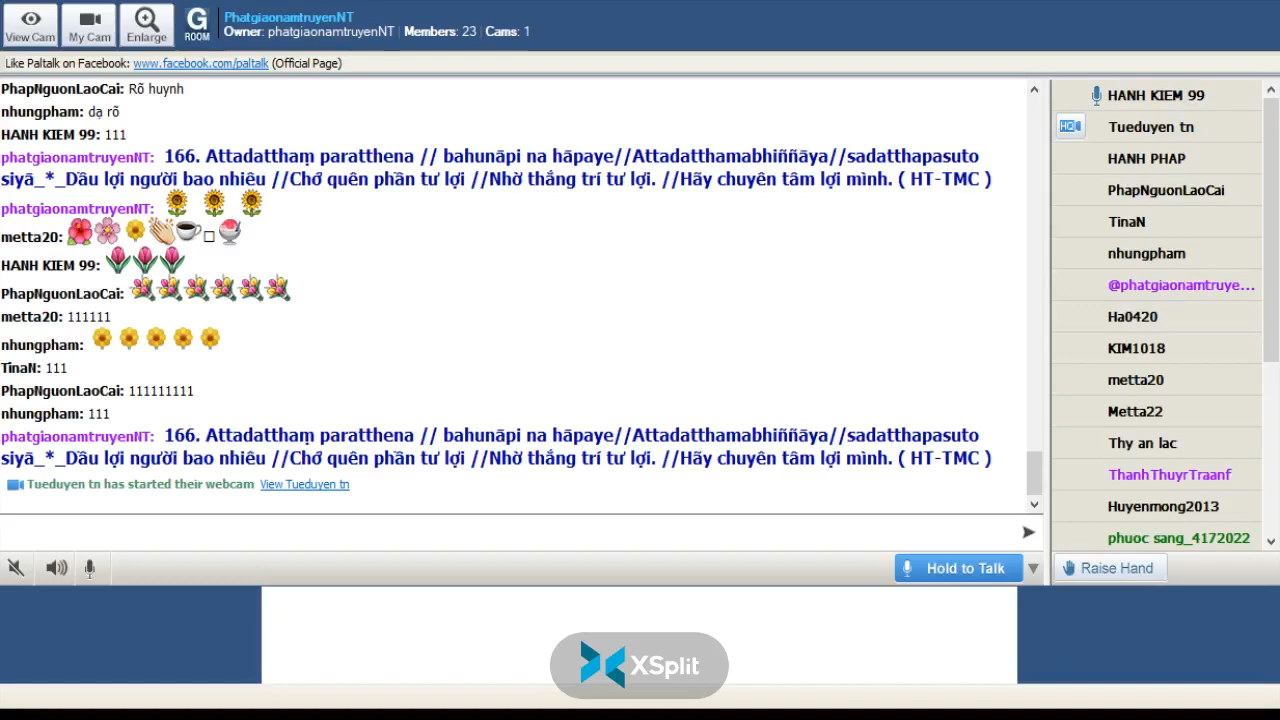 View Cam
My Cam
Enlarge
G
ROOM
PhatgiaonamtruyenNT
Owner: phatgiaonamtruyenNT | Members: 23 | Cams: 1
Like Paltalk on Facebook: www.facebook.com/paltalk (Official Page)
PhapNguonLaoCai: Rõ huynh
nhungpham: dạ rõ
HANH KIEM 99: 111
phatgiaonamtruyenNT: 166. Attadatthaṃ paratthena // bahunāpi na hāpaye//Attadatthamabhiññāya//sadatthapasuto
siyā_*_Dầu lợi người bao nhiêu //Chớ quên phần tư lợi //Nhờ thắng trí tư lợi. //Hãy chuyên tâm lợi mình. ( HT-TMC )
phatgiaonamtruyenNT:
metta20:
HANH KIEM 99:
PhapNguonLaoCai:
metta20: 111111
nhungpham:
TinaN: 111
PhapNguonLaoCai: 111111111
nhungpham: 111
phatgiaonamtruyenNT: 166. Attadatthaṃ paratthena // bahunāpi na hāpaye//Attadatthamabhiññāya//sadatthapasuto
siyā_*_Dầu lợi người bao nhiêu //Chớ quên phần tư lợi //Nhờ thắng trí tư lợi. //Hãy chuyên tâm lợi mình. ( HT-TMC )
Tueduyen tn has started their webcam View Tueduyen tn
HANH KIEM 99
HD
Tueduyen tn
HANH PHAP
PhapNguonLaoCai
TinaN
nhungpham
@phatgiaonamtruye...
Ha0420
KIM1018
metta20
Metta22
Thy an lac
ThanhThuyrTraanf
Huyenmong2013
phuoc sang_4172022
Hold to Talk
Raise Hand
XSplit